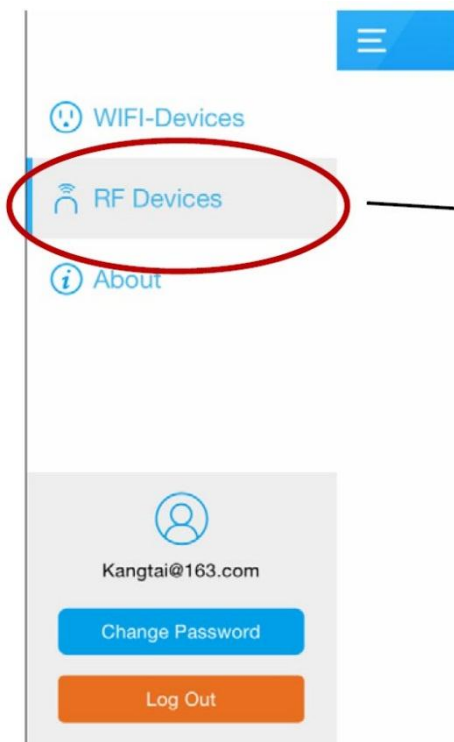 WIFI-Devices
RF Devices
About
Kangtai@163.com
Change Password
Log Out